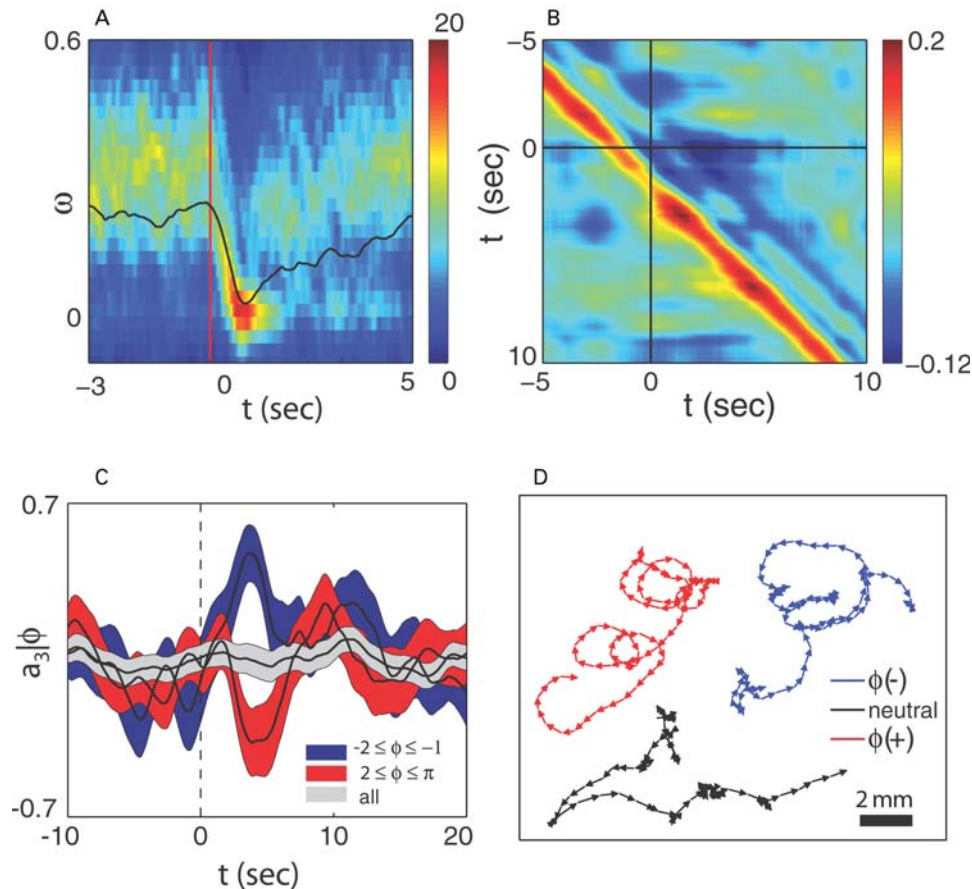 A
B
20
0.6
ω
0
0
-3
0
5
t (sec)
0.2
-5
0
t (sec)
10
-0.12
-5
0
10
t (sec)
C
D
0.7
a₃|ϕ
-2 ≤ ϕ ≤ -1
2 ≤ ϕ ≤ π
all
-0.7
-10
0
10
20
t (sec)
ϕ(-)
neutral
ϕ(+)
2 mm